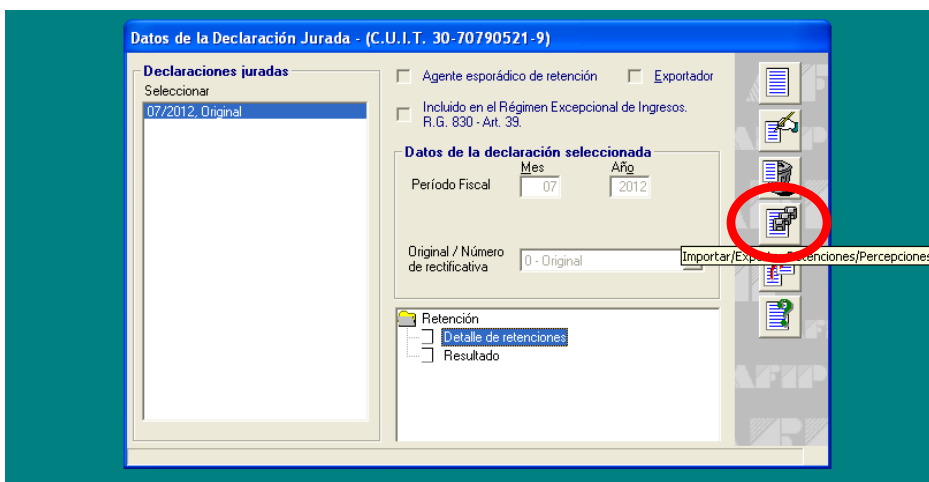 Datos de la Declaración Jurada - (C.U.I.T. 30-70790521-9)
Declaraciones juradas
Seleccionar
07/2012, Original
Agente esporádico de retención
Exportador
Incluido en el Régimen Excepcional de Ingresos.
R.G. 830 - Art. 39.
Datos de la declaración seleccionada
Mes
Año
Período Fiscal
07
2012
Original / Número
de rectificativa
0 - Original
Importar/Exportar Retenciones/Percepciones
Retención
Detalle de retenciones
Resultado
AFIP